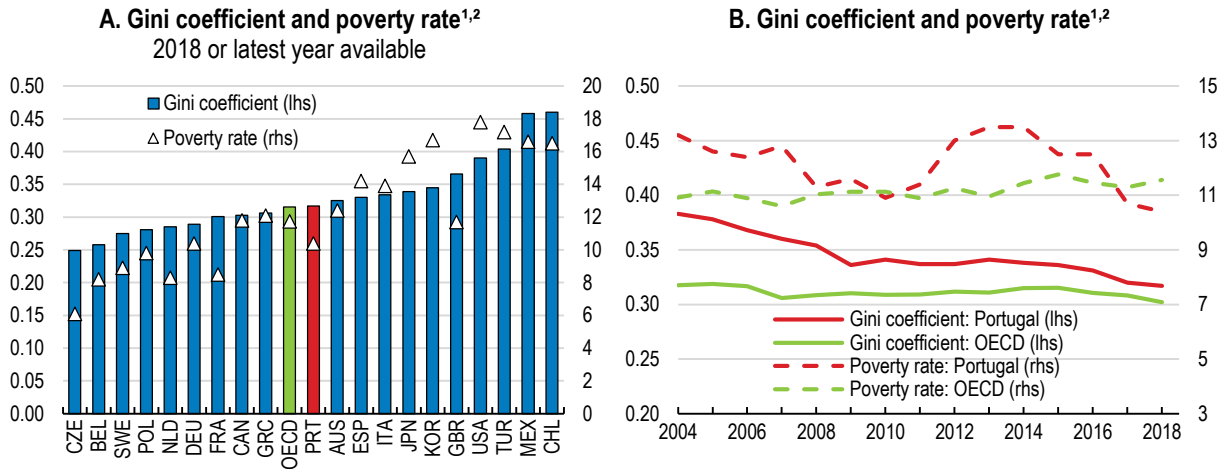 A. Gini coefficient and poverty rate¹,²
2018 or latest year available
0.50
0.45
0.40
0.35
0.30
0.25
0.20
0.15
0.10
0.05
0.00
20
18
16
14
12
10
8
6
4
2
0
Gini coefficient (lhs)
Poverty rate (rhs)
CZE
BEL
SWE
POL
NLD
DEU
FRA
CAN
GRC
OECD
PRT
AUS
ESP
ITA
JPN
KOR
GBR
USA
TUR
MEX
CHL
B. Gini coefficient and poverty rate¹,²
0.50
0.45
0.40
0.35
0.30
0.25
0.20
15
13
11
9
7
5
3
Gini coefficient: Portugal (lhs)
Gini coefficient: OECD (lhs)
Poverty rate: Portugal (rhs)
Poverty rate: OECD (rhs)
2004 2006 2008 2010 2012 2014 2016 2018